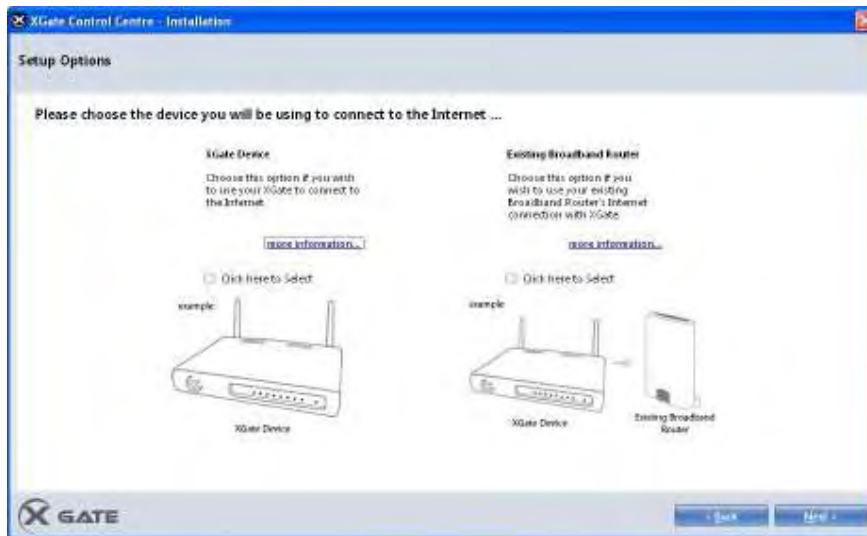 XGate Control Centre - Installation
Setup Options
Please choose the device you will be using to connect to the Internet ...
XGate Device
Choose this option if you wish
to use your XGate to connect to
the Internet
more information...
Click here to Select
example
XGate Device
Existing Broadband Router
Choose this option if you
wish to use your existing
Broadband Router's Internet
connection with XGate
more information...
Click here to Select
example
XGate Device
Existing Broadband
Router
X GATE
‹ Back
Next ›